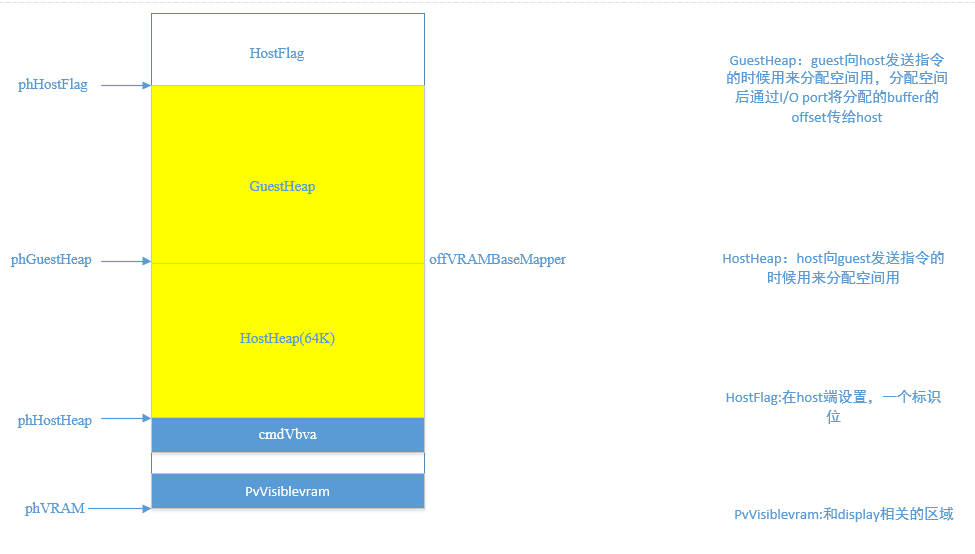 HostFlag
phHostFlag
GuestHeap：guest向host发送指令
的时候用来分配空间用，分配空间
后通过I/O port将分配的buffer的
offset传给host
GuestHeap
phGuestHeap
offVRAMBaseMapper
HostHeap：host向guest发送指令的
时候用来分配空间用
HostHeap(64K)
phHostHeap
HostFlag:在host端设置，一个标识
位
cmdVbva
PvVisiblevram
phVRAM
PvVisiblevram:和display相关的区域